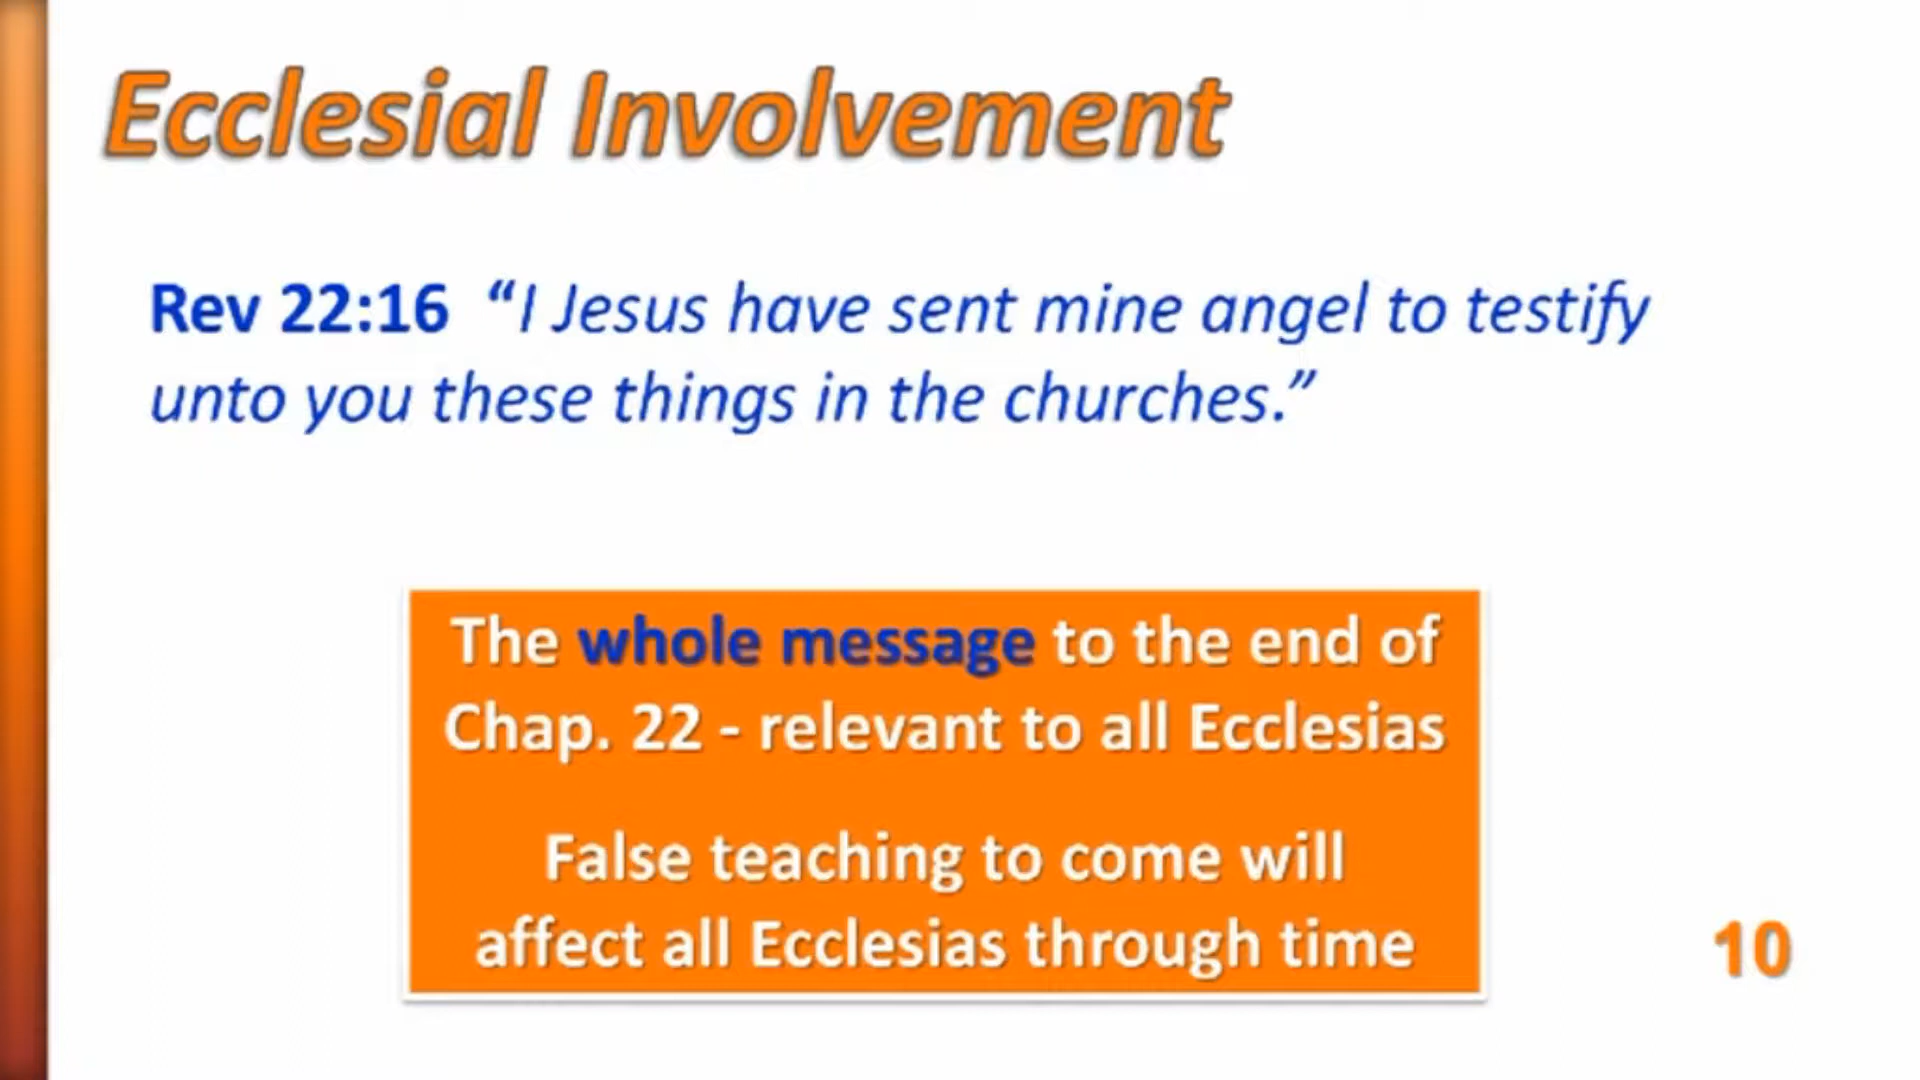 Ecclesial Involvement
Rev 22:16 “I Jesus have sent mine angel to testify
unto you these things in the churches.”
The whole message to the end of
Chap. 22 - relevant to all Ecclesias
False teaching to come will
affect all Ecclesias through time
10